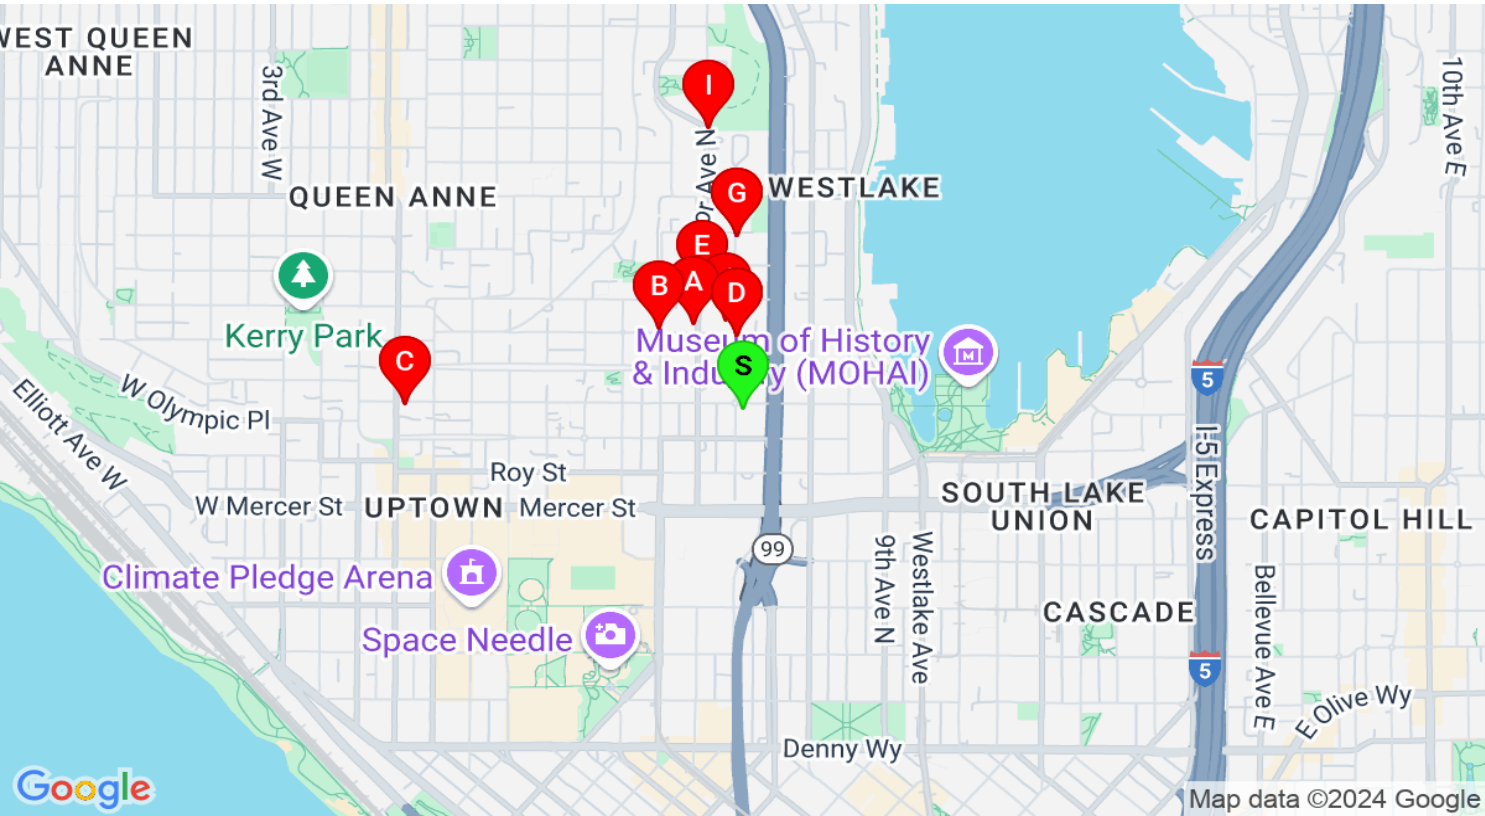 WEST QUEEN
ANNE
3rd Ave W
I
10th Ave E
G
WESTLAKE
QUEEN ANNE
or Ave N
E
B
A
D
Kerry Park
C
Museum of History
& Industry (MOHAI)
S
5
W Olympic Pl
Elliott Ave W
I-5 Express
Roy St
W Mercer St
UPTOWN
Mercer St
SOUTH LAKE
UNION
CAPITOL HILL
99
9th Ave N
Westlake Ave
Climate Pledge Arena
Bellevue Ave E
CASCADE
Space Needle
5
E Olive Wy
Denny Wy
Google
Map data ©2024 Google